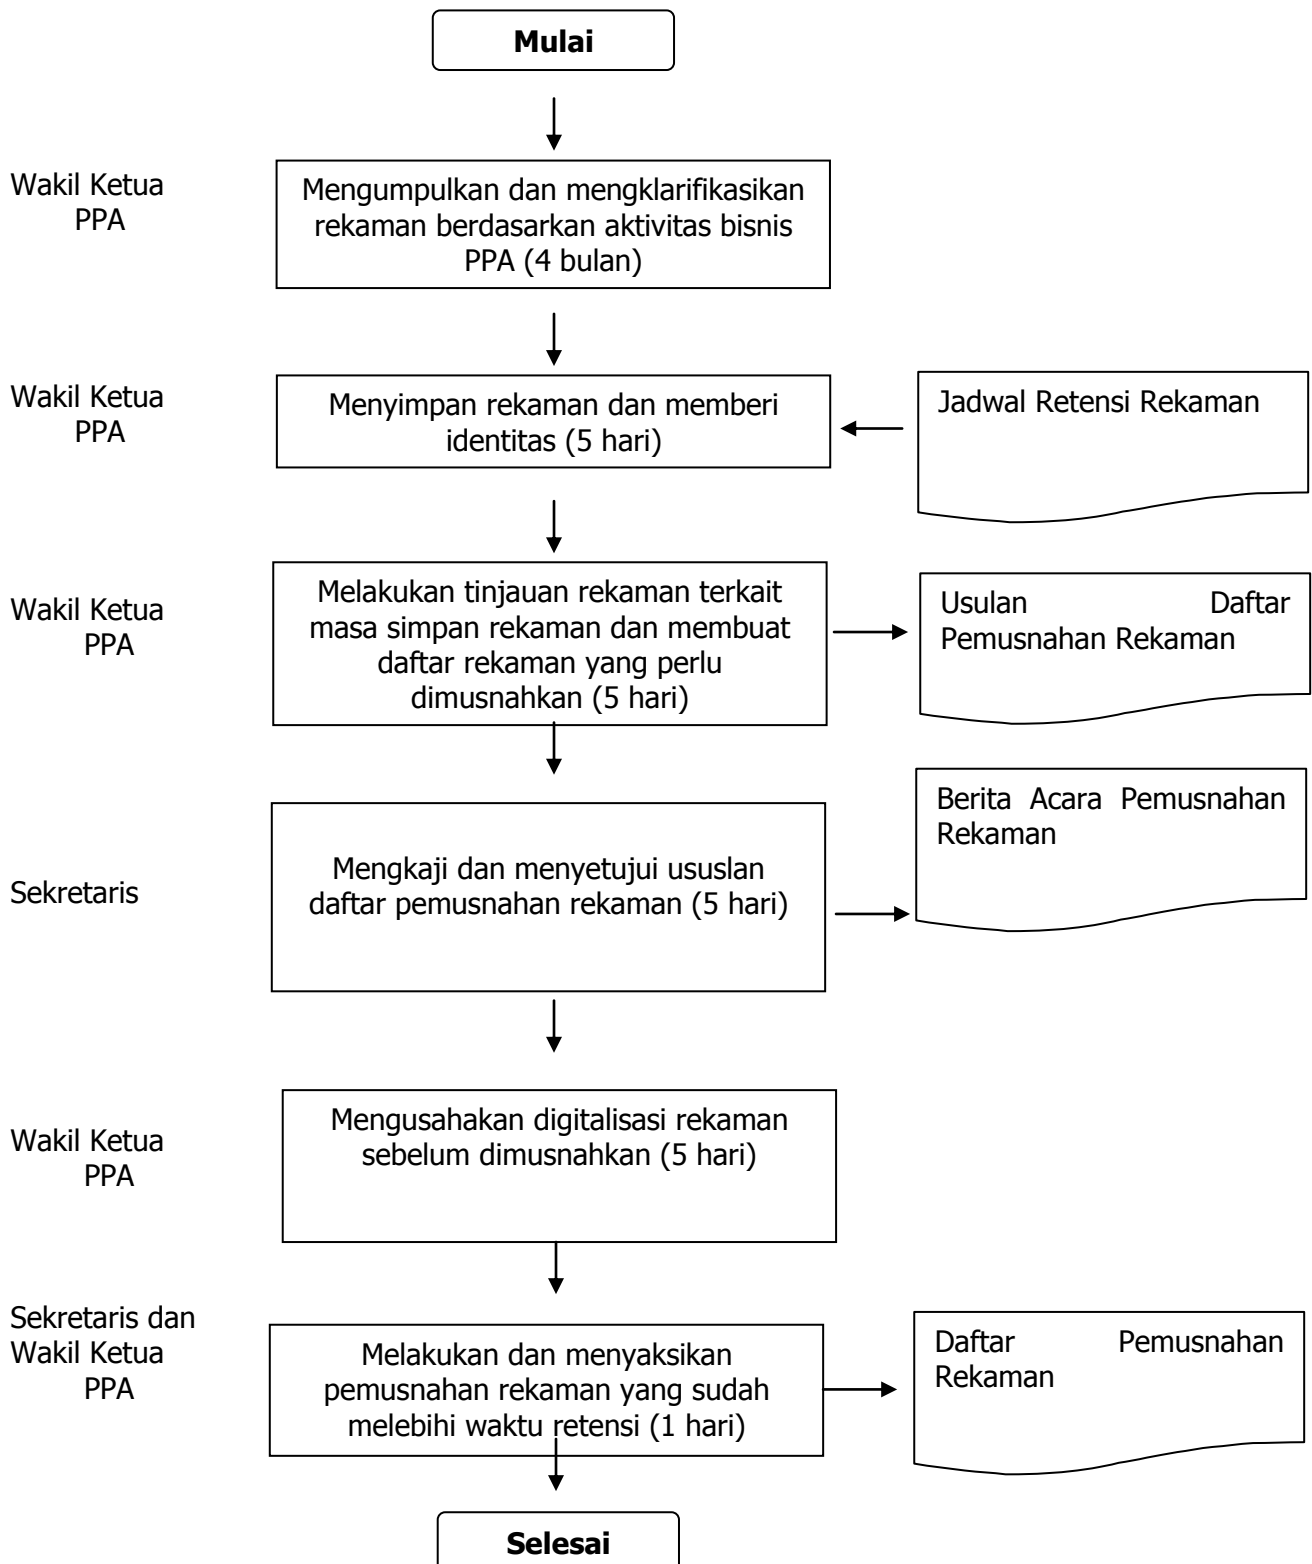 Mulai
Wakil Ketua
PPA
Mengumpulkan dan mengklarifikasikan
rekaman berdasarkan aktivitas bisnis
PPA (4 bulan)
Wakil Ketua
PPA
Menyimpan rekaman dan memberi
identitas (5 hari)
Jadwal Retensi Rekaman
Wakil Ketua
PPA
Melakukan tinjauan rekaman terkait
masa simpan rekaman dan membuat
daftar rekaman yang perlu
dimusnahkan (5 hari)
Usulan Daftar
Pemusnahan Rekaman
Sekretaris
Mengkaji dan menyetujui ususlan
daftar pemusnahan rekaman (5 hari)
Berita Acara Pemusnahan
Rekaman
Wakil Ketua
PPA
Mengusahakan digitalisasi rekaman
sebelum dimusnahkan (5 hari)
Sekretaris dan
Wakil Ketua
PPA
Melakukan dan menyaksikan
pemusnahan rekaman yang sudah
melebihi waktu retensi (1 hari)
Daftar Pemusnahan
Rekaman
Selesai